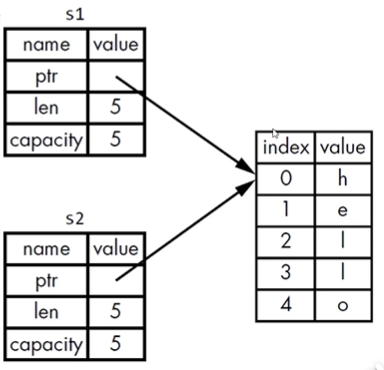 s1
name value
ptr
len 5
capacity 5
s2
name value
ptr
len 5
capacity 5
index value
0 h
1 e
2 l
3 l
4 o